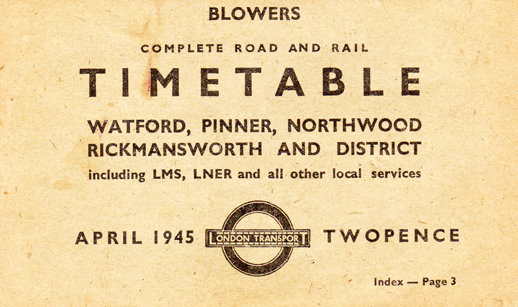 BLOWERS
COMPLETE ROAD AND RAIL
TIMETABLE
WATFORD, PINNER, NORTHWOOD
RICKMANSWORTH AND DISTRICT
including LMS, LNER and all other local services
APRIL 1945 LONDON TRANSPORT TWOPENCE
Index — Page 3